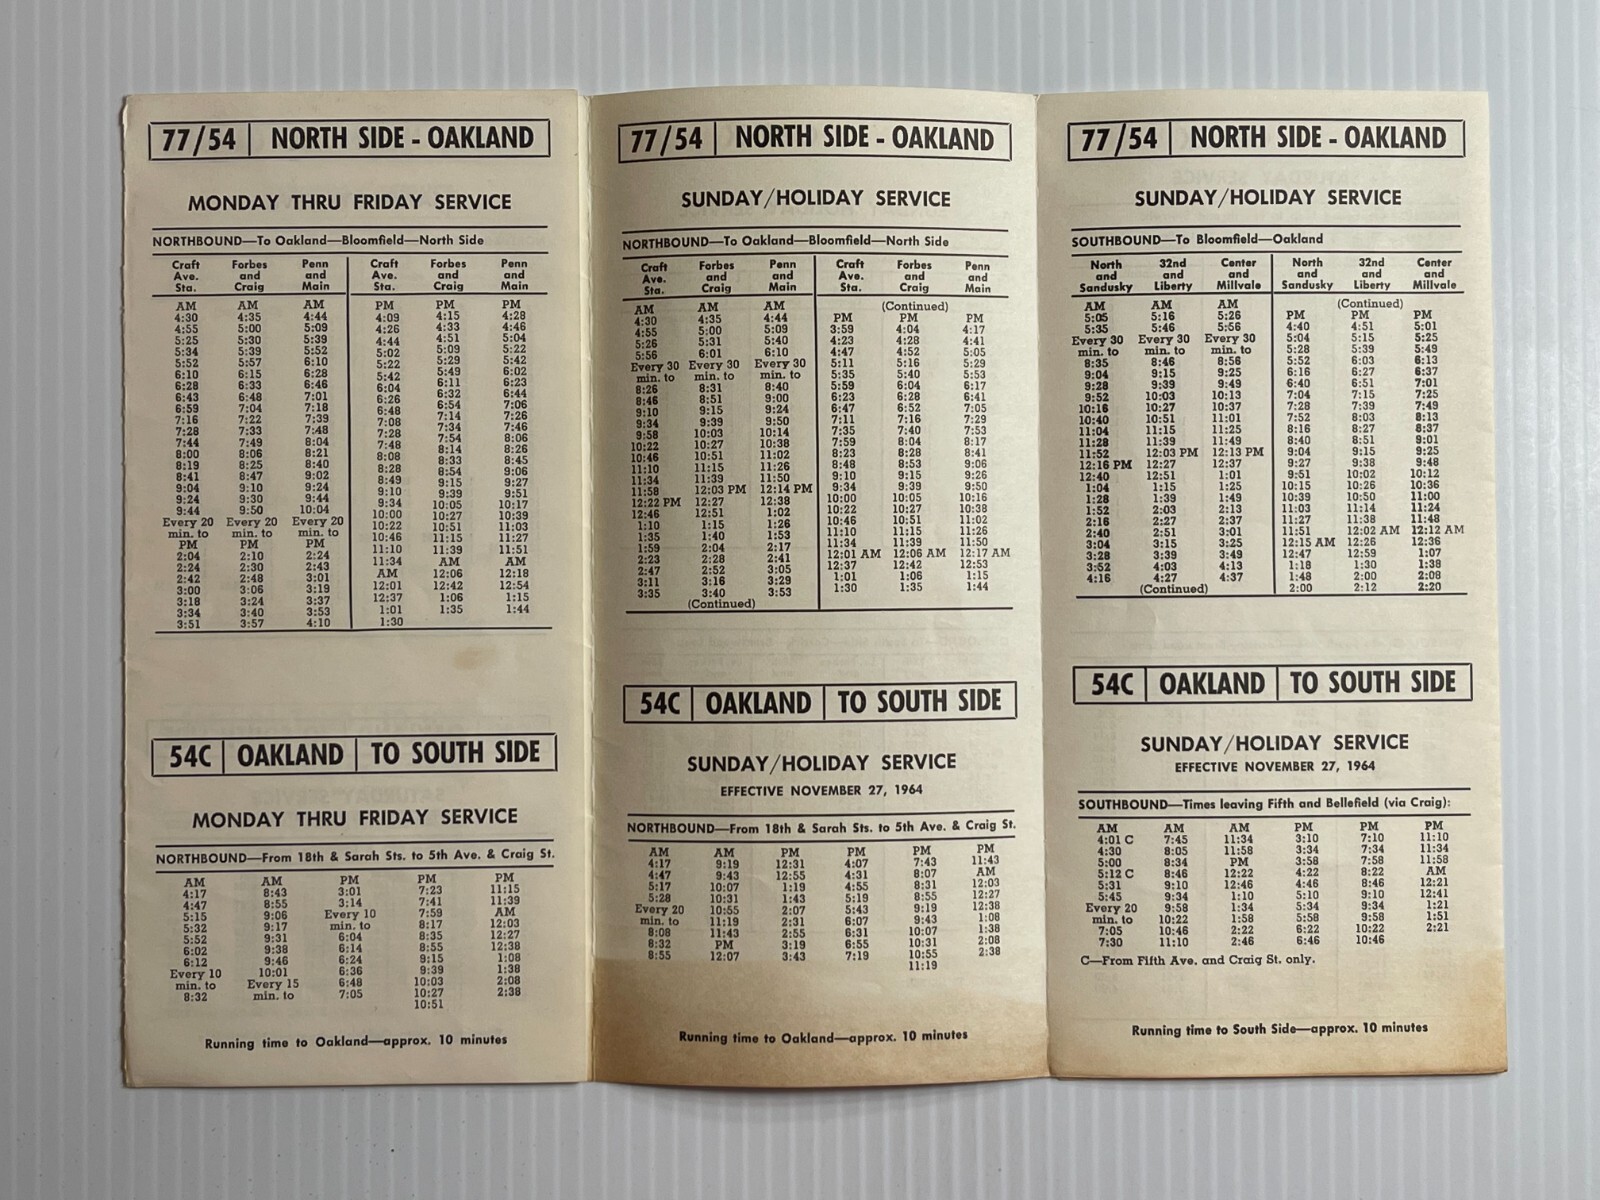 77/54 NORTH SIDE - OAKLAND
MONDAY THRU FRIDAY SERVICE
NORTHBOUND—To Oakland—Bloomfield—North Side
Craft Ave. Sta. Forbes and Craig Penn and Main
AM AM AM
4:30 4:35 4:44
4:55 5:00 5:09
5:25 5:30 5:39
5:34 5:39 5:52
5:52 5:57 6:10
6:10 6:15 6:28
6:28 6:33 6:46
6:43 6:48 7:01
6:59 7:04 7:18
7:16 7:22 7:39
7:28 7:33 7:48
7:44 7:49 8:04
8:00 8:06 8:21
8:19 8:25 8:40
8:41 8:47 9:02
9:04 9:10 9:24
9:24 9:30 9:44
9:44 9:50 10:04
Every 20 Every 20 Every 20
min. to min. to min. to
PM PM PM
2:04 2:10 2:24
2:24 2:30 2:43
2:42 2:48 3:01
3:00 3:06 3:19
3:18 3:24 3:37
3:34 3:40 3:53
3:51 3:57 4:10
Craft Ave. Sta. Forbes and Craig Penn and Main
PM PM PM
4:09 4:15 4:28
4:26 4:33 4:46
4:44 4:51 5:04
5:02 5:09 5:22
5:22 5:29 5:42
5:42 5:49 6:02
6:04 6:11 6:23
6:26 6:32 6:44
6:48 6:54 7:06
7:08 7:14 7:26
7:28 7:34 7:46
7:48 7:54 8:06
8:08 8:14 8:26
8:28 8:33 8:45
8:49 8:54 9:06
9:10 9:15 9:27
9:34 9:39 9:51
10:00 10:05 10:17
10:22 10:27 10:39
10:46 10:51 11:03
11:10 11:15 11:27
11:34 11:39 11:51
AM AM AM
12:01 12:06 12:18
12:37 12:42 12:54
1:01 1:06 1:15
1:30 1:35 1:44
54C OAKLAND TO SOUTH SIDE
MONDAY THRU FRIDAY SERVICE
NORTHBOUND—From 18th & Sarah Sts. to 5th Ave. & Craig St.
AM AM PM PM PM
4:17 8:43 3:01 7:23 11:15
4:47 8:55 3:14 7:41 11:39
5:15 9:06 Every 10 7:59 AM
5:32 9:17 min. to 8:17 12:03
5:52 9:31 6:04 8:35 12:27
6:02 9:38 6:14 8:55 12:38
6:12 9:46 6:24 9:15 1:08
Every 10 10:01 6:36 9:39 1:38
min. to Every 15 6:48 10:03 2:08
8:32 min. to 7:05 10:27 2:38
10:51
Running time to Oakland—approx. 10 minutes
77/54 NORTH SIDE - OAKLAND
SUNDAY/HOLIDAY SERVICE
NORTHBOUND—To Oakland—Bloomfield—North Side
Craft Ave. Sta. Forbes and Craig Penn and Main
AM AM AM
4:30 4:35 4:44
4:55 5:00 5:09
5:26 5:31 5:40
5:56 6:01 6:10
Every 30 Every 30 Every 30
min. to min. to min. to
8:26 8:31 8:40
8:46 8:51 9:00
9:10 9:15 9:24
9:34 9:39 9:50
9:58 10:03 10:14
10:22 10:27 10:38
10:46 10:51 11:02
11:10 11:15 11:26
11:34 11:39 11:50
11:58 12:03 PM 12:14 PM
12:22 PM 12:27 12:38
12:46 12:51 1:02
1:10 1:15 1:26
1:35 1:40 1:53
1:59 2:04 2:17
2:23 2:28 2:41
2:47 2:52 3:05
3:11 3:16 3:29
3:35 3:40 3:53
(Continued)
Craft Ave. Sta. Forbes and Craig Penn and Main
(Continued)
PM PM PM
3:59 4:04 4:17
4:23 4:28 4:41
4:47 4:52 5:05
5:11 5:16 5:29
5:35 5:40 5:53
5:59 6:04 6:17
6:23 6:28 6:41
6:47 6:52 7:05
7:11 7:16 7:29
7:35 7:40 7:53
7:59 8:04 8:17
8:23 8:28 8:41
8:48 8:53 9:06
9:10 9:15 9:26
9:34 9:39 9:50
10:00 10:05 10:16
10:22 10:27 10:38
10:46 10:51 11:02
11:10 11:15 11:26
11:34 11:39 11:50
12:01 AM 12:06 AM 12:17 AM
12:37 12:42 12:53
1:01 1:06 1:15
1:30 1:35 1:44
54C OAKLAND TO SOUTH SIDE
SUNDAY/HOLIDAY SERVICE
EFFECTIVE NOVEMBER 27, 1964
NORTHBOUND—From 18th & Sarah Sts. to 5th Ave. & Craig St.
AM AM PM PM PM PM
4:17 9:19 12:31 4:07 7:43 11:43
4:47 9:43 12:55 4:31 8:07 AM
5:17 10:07 1:19 4:55 8:31 12:03
5:28 10:31 1:43 5:19 8:55 12:27
Every 20 10:55 2:07 5:43 9:19 12:38
min. to 11:19 2:31 6:07 9:43 1:08
8:08 11:43 2:55 6:31 10:07 1:38
8:32 PM 3:19 6:55 10:31 2:08
8:55 12:07 3:43 7:19 10:55 2:38
11:19
Running time to Oakland—approx. 10 minutes
77/54 NORTH SIDE - OAKLAND
SUNDAY/HOLIDAY SERVICE
SOUTHBOUND—To Bloomfield—Oakland
North and Sandusky 32nd and Liberty Center and Millvale
AM AM AM
5:05 5:16 5:26
5:35 5:46 5:56
Every 30 Every 30 Every 30
min. to min. to min. to
8:35 8:46 8:56
9:04 9:15 9:25
9:28 9:39 9:49
9:52 10:03 10:13
10:16 10:27 10:37
10:40 10:51 11:01
11:04 11:15 11:25
11:28 11:39 11:49
11:52 12:03 PM 12:13 PM
12:16 PM 12:27 12:37
12:40 12:51 1:01
1:04 1:15 1:25
1:28 1:39 1:49
1:52 2:03 2:13
2:16 2:27 2:37
2:40 2:51 3:01
3:04 3:15 3:25
3:28 3:39 3:49
3:52 4:03 4:13
4:16 4:27 4:37
(Continued)
North and Sandusky 32nd and Liberty Center and Millvale
(Continued)
PM PM PM
4:40 4:51 5:01
5:04 5:15 5:25
5:28 5:39 5:49
5:52 6:03 6:13
6:16 6:27 6:37
6:40 6:51 7:01
7:04 7:15 7:25
7:28 7:39 7:49
7:52 8:03 8:13
8:16 8:27 8:37
8:40 8:51 9:01
9:04 9:15 9:25
9:27 9:38 9:48
9:51 10:02 10:12
10:15 10:26 10:36
10:39 10:50 11:00
11:03 11:14 11:24
11:27 11:38 11:48
11:51 12:02 AM 12:12 AM
12:15 AM 12:26 12:36
12:47 12:59 1:07
1:18 1:30 1:38
1:48 2:00 2:08
2:00 2:12 2:20
54C OAKLAND TO SOUTH SIDE
SUNDAY/HOLIDAY SERVICE
EFFECTIVE NOVEMBER 27, 1964
SOUTHBOUND—Times leaving Fifth and Bellefield (via Craig):
AM AM AM PM PM PM
4:01 C 7:45 11:34 3:10 7:10 11:10
4:30 8:05 11:58 3:34 7:34 11:34
5:00 8:34 PM 3:58 7:58 11:58
5:12 C 8:46 12:22 4:22 8:22 AM
5:31 9:10 12:46 4:46 8:46 12:21
5:45 9:34 1:10 5:10 9:10 12:41
Every 20 9:58 1:34 5:34 9:34 1:21
min. to 10:22 1:58 5:58 9:58 1:51
7:05 10:46 2:22 6:22 10:22 2:21
7:30 11:10 2:46 6:46 10:46
C—From Fifth Ave. and Craig St. only.
Running time to South Side—approx. 10 minutes